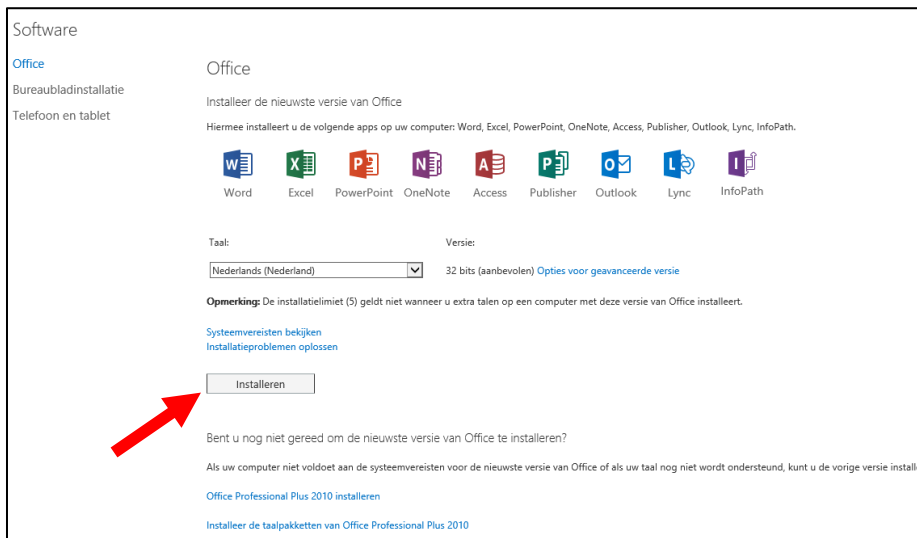 Software
Office
Bureaubladinstallatie
Telefoon en tablet
Office
Installeer de nieuwste versie van Office
Hiermee installeert u de volgende apps op uw computer: Word, Excel, PowerPoint, OneNote, Access, Publisher, Outlook, Lync, InfoPath.
Word Excel PowerPoint OneNote Access Publisher Outlook Lync InfoPath
Taal: Versie:
Nederlands (Nederland) 32 bits (aanbevolen) Opties voor geavanceerde versie
Opmerking: De installatielimiet (5) geldt niet wanneer u extra talen op een computer met deze versie van Office installeert.
Systeemvereisten bekijken
Installatieproblemen oplossen
Installeren
Bent u nog niet gereed om de nieuwste versie van Office te installeren?
Als uw computer niet voldoet aan de systeemvereisten voor de nieuwste versie van Office of als uw taal nog niet wordt ondersteund, kunt u de vorige versie install
Office Professional Plus 2010 installeren
Installeer de taalpakketten van Office Professional Plus 2010